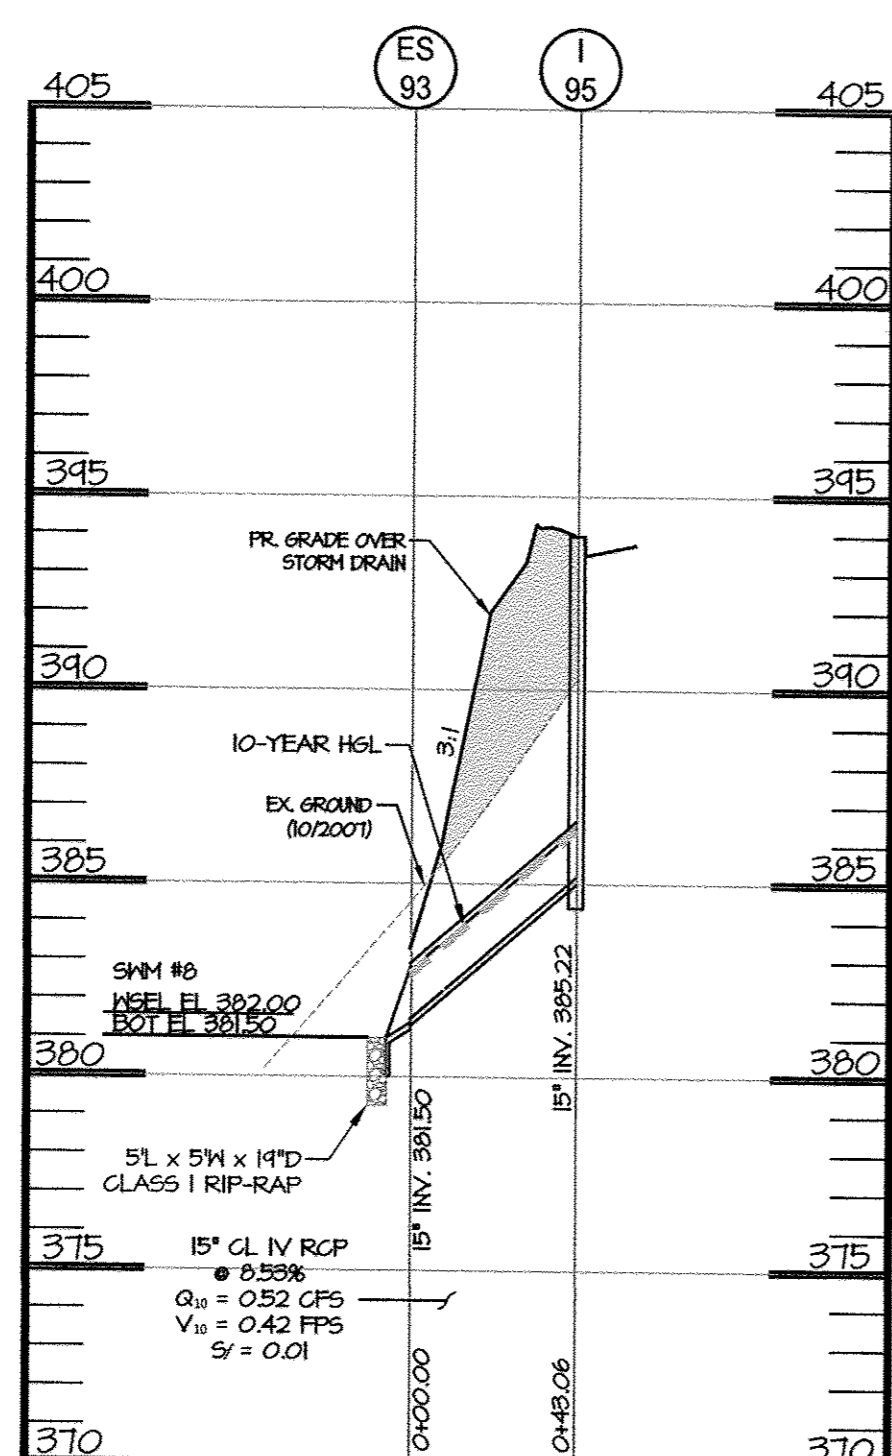 ES
93
I
95
405
405
400
400
395
395
PR. GRADE OVER
STORM DRAIN
390
390
3:1
10-YEAR HGL
EX. GROUND
(10/2007)
385
385
SWM #8
WSEL EL 382.00
BOT EL 381.50
380
380
15" INV. 381.50
15" INV. 385.22
5'L x 5'W x 19"D
CLASS I RIP-RAP
375
375
15" CL IV RCP
@ 8.53%
Q10 = 0.52 CFS
V10 = 0.42 FPS
Sf = 0.01
0+00.00
0+43.06
370
370